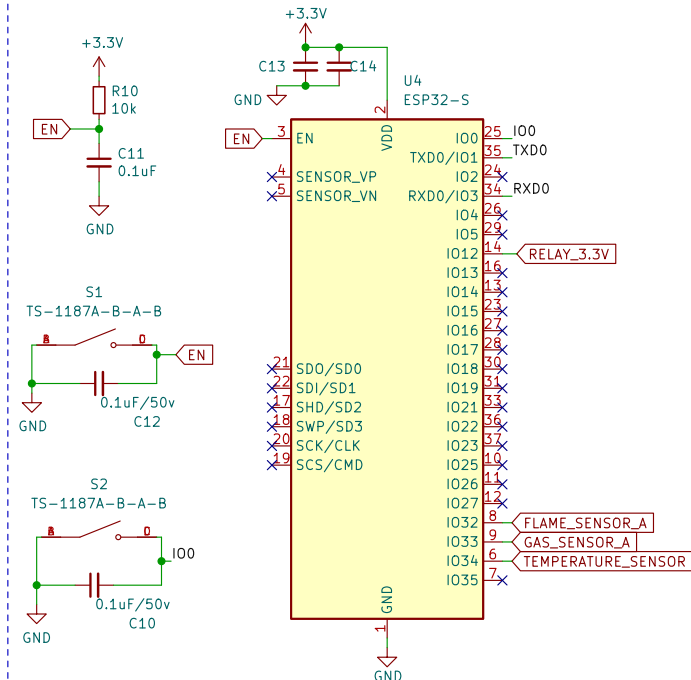 +3.3V
R10
10k
EN
C11
0.1uF
GND
S1
TS-1187A-B-A-B
EN
0.1uF/50v
C12
GND
S2
TS-1187A-B-A-B
IO0
0.1uF/50v
C10
GND
+3.3V
C13
C14
GND
U4
ESP32-S
2
VDD
EN
3
EN
4
SENSOR_VP
5
SENSOR_VN
21
SDO/SD0
22
SDI/SD1
17
SHD/SD2
18
SWP/SD3
20
SCK/CLK
19
SCS/CMD
IO0
25
IO0
TXD0/IO1
35
TXD0
IO2
24
RXD0/IO3
34
RXD0
IO4
26
IO5
29
IO12
14
RELAY_3.3V
IO13
16
IO14
13
IO15
23
IO16
27
IO17
28
IO18
30
IO19
31
IO21
33
IO22
36
IO23
37
IO25
10
IO26
11
IO27
12
IO32
8
FLAME_SENSOR_A
IO33
9
GAS_SENSOR_A
IO34
6
TEMPERATURE_SENSOR
IO35
7
GND
1
GND